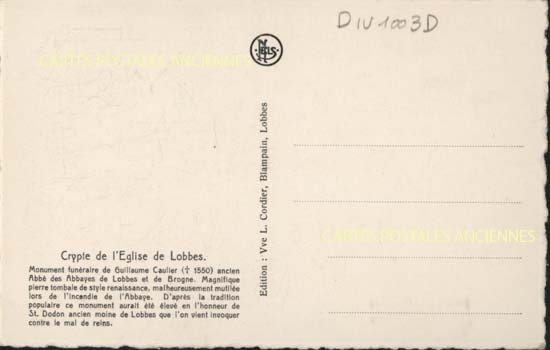 DIV1003D
NELS
CARTES POSTALES ANCIENNES
Edition : Vve L. Cordier, Blampain, Lobbes
CARTES POSTALES ANCIENNES
Crypte de l'Eglise de Lobbes.
Monument funéraire de Guillaume Caulier († 1550) ancien
Abbé des Abbayes de Lobbes et de Brogne. Magnifique
pierre tombale de style renaissance, malheureusement mutilée
lors de l'incendie de l'Abbaye. D'après la tradition
populaire ce monument aurait été élevé en l'honneur de
St. Dodon ancien moine de Lobbes que l'on vient invoquer
contre le mal de reins.